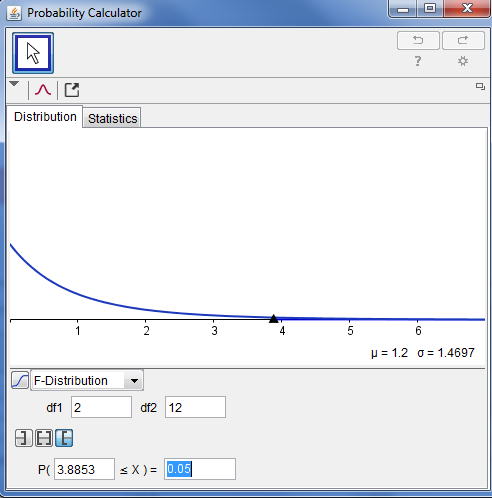 Probability Calculator
?
Distribution Statistics
1 2 3 4 5 6
μ = 1.2 σ = 1.4697
F-Distribution
df1 2 df2 12
P( 3.8853 ≤ X ) = 0.05